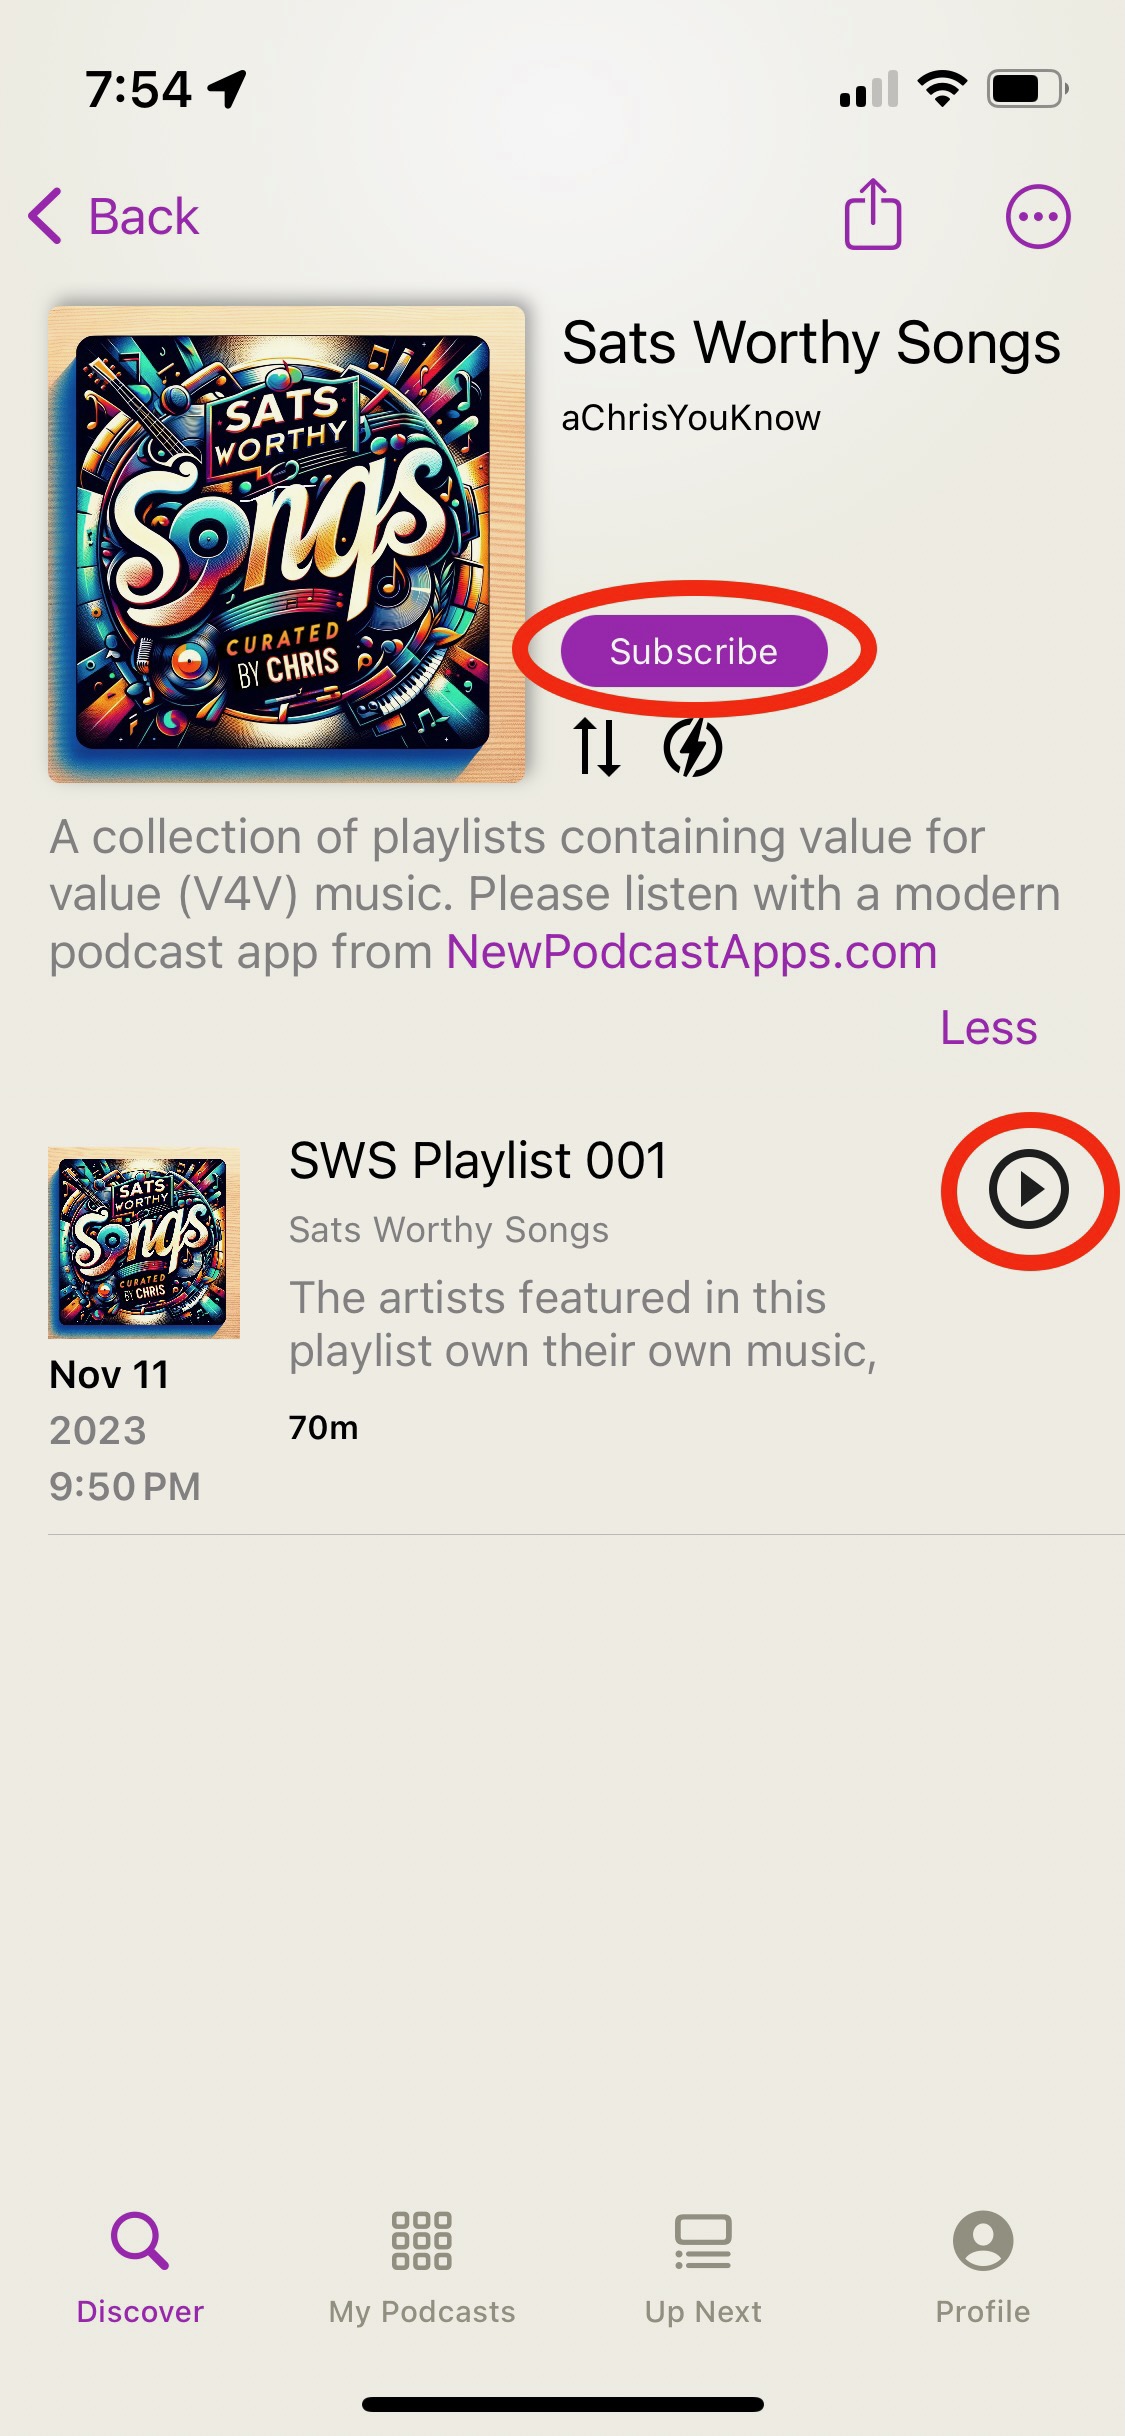 7:54
Back
SATS
WORTHY
Songs
CURATED
BY CHRIS
Sats Worthy Songs
aChrisYouKnow
Subscribe
A collection of playlists containing value for
value (V4V) music. Please listen with a modern
podcast app from NewPodcastApps.com
Less
SATS
WORTHY
Songs
CURATED
BY CHRIS
Nov 11
2023
9:50 PM
SWS Playlist 001
Sats Worthy Songs
The artists featured in this
playlist own their own music,
70m
Discover
My Podcasts
Up Next
Profile